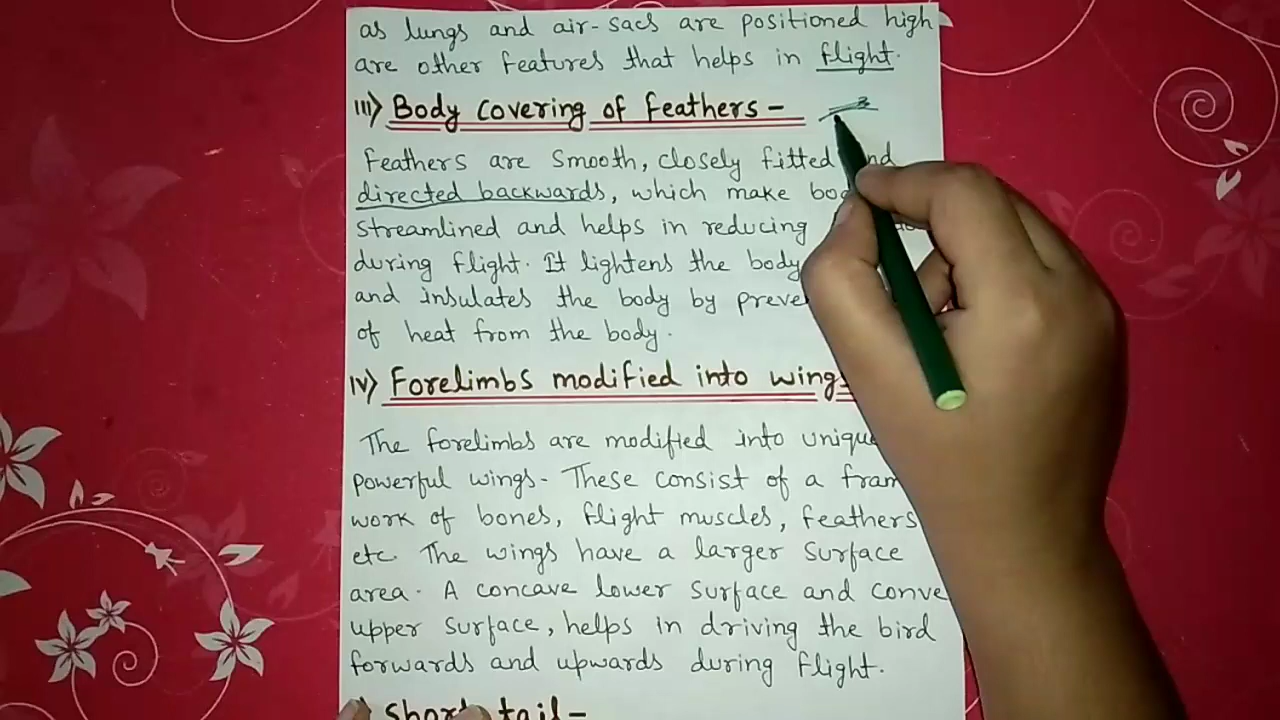 as lungs and air-sacs are positioned high
are other features that helps in flight.
III) Body covering of feathers -
Feathers are smooth, closely fitted
directed backwards, which make
streamlined and helps in reducing
during flight. It lightens the body
and insulates the body by
of heat from the body.
IV) Forelimbs modified into wings
The forelimbs are modified into unique
powerful wings- These consist of a
work of bones, flight muscles, feathers
etc. The wings have a larger surface
area. A concave lower surface and
upper surface, helps in driving the bird
forwards and upwards during flight.
Short tail-